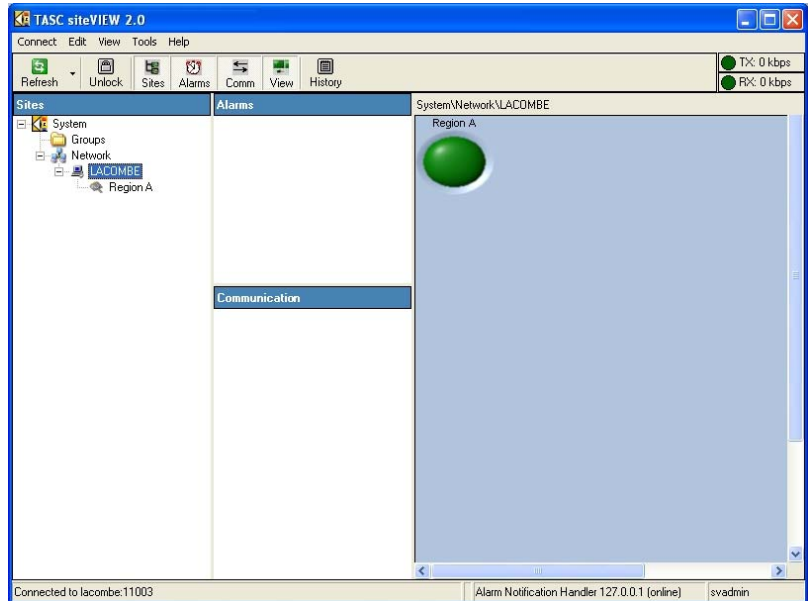 TASC siteVIEW 2.0
Connect Edit View Tools Help
Refresh Unlock Sites Alarms Comm View History
TX: 0 kbps
RX: 0 kbps
Sites
System
Groups
Network
LACOMBE
Region A
Alarms
Communication
System\Network\LACOMBE
Region A
Connected to lacombe:11003
Alarm Notification Handler 127.0.0.1 (online)
svadmin